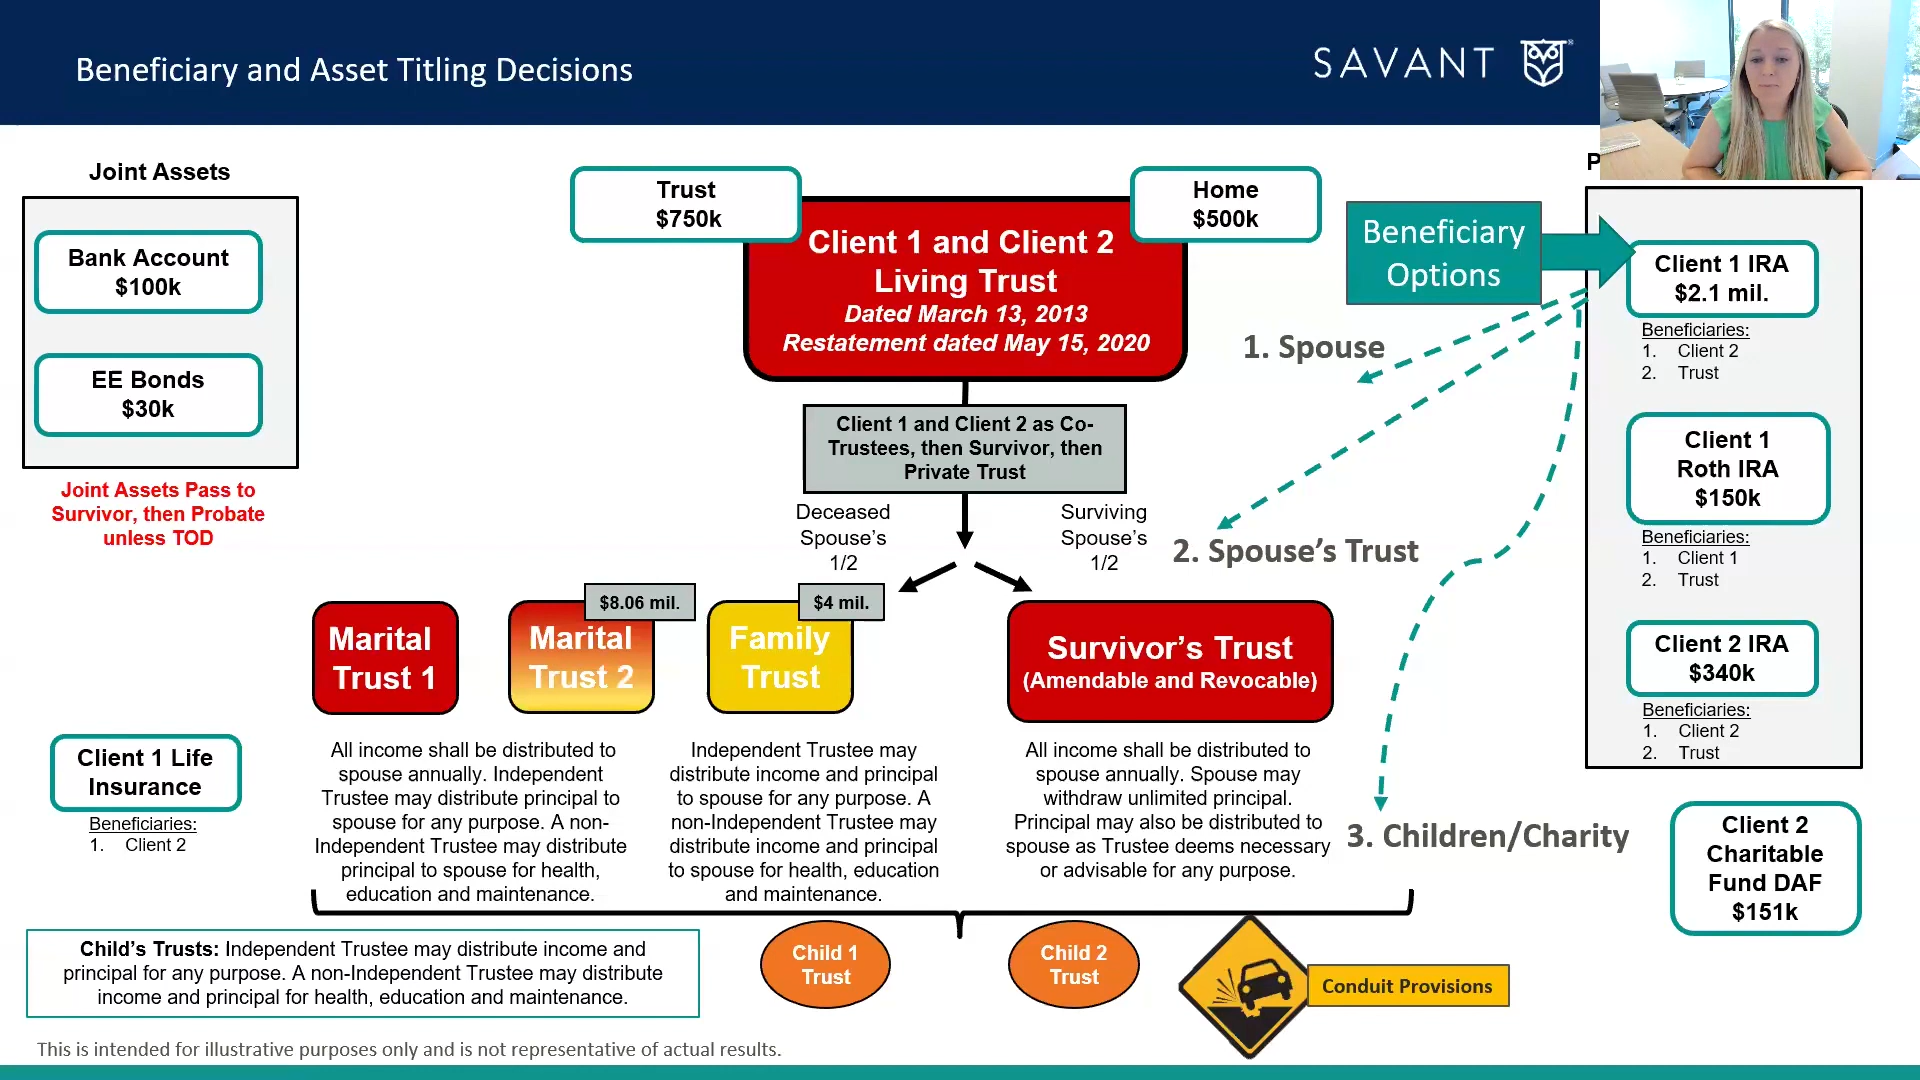 Beneficiary and Asset Titling Decisions
SAVANT
Joint Assets
Bank Account
$100k
EE Bonds
$30k
Joint Assets Pass to
Survivor, then Probate
unless TOD
Client 1 Life
Insurance
Beneficiaries:
1. Client 2
Trust
$750k
Home
$500k
Client 1 and Client 2
Living Trust
Dated March 13, 2013
Restatement dated May 15, 2020
Client 1 and Client 2 as Co-
Trustees, then Survivor, then
Private Trust
Deceased
Spouse's
1/2
Surviving
Spouse's
1/2
Marital
Trust 1
$8.06 mil.
Marital
Trust 2
$4 mil.
Family
Trust
Survivor's Trust
(Amendable and Revocable)
All income shall be distributed to
spouse annually. Independent
Trustee may distribute principal to
spouse for any purpose. A non-
Independent Trustee may distribute
principal to spouse for health,
education and maintenance.
Independent Trustee may
distribute income and principal
to spouse for any purpose. A
non-Independent Trustee may
distribute income and principal
to spouse for health, education
and maintenance.
All income shall be distributed to
spouse annually. Spouse may
withdraw unlimited principal.
Principal may also be distributed to
spouse as Trustee deems necessary
or advisable for any purpose.
Beneficiary
Options
1. Spouse
2. Spouse's Trust
3. Children/Charity
P
Client 1 IRA
$2.1 mil.
Beneficiaries:
1. Client 2
2. Trust
Client 1
Roth IRA
$150k
Beneficiaries:
1. Client 1
2. Trust
Client 2 IRA
$340k
Beneficiaries:
1. Client 2
2. Trust
Client 2
Charitable
Fund DAF
$151k
Child's Trusts: Independent Trustee may distribute income and
principal for any purpose. A non-Independent Trustee may distribute
income and principal for health, education and maintenance.
Child 1
Trust
Child 2
Trust
Conduit Provisions
This is intended for illustrative purposes only and is not representative of actual results.